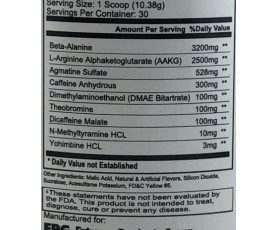 Serving Size: 1 Scoop (10.38g)
Servings Per Container: 30
Amount Per Serving %Daily Value
Beta-Alanine 3200mg **
L-Arginine Alphaketoglutarate (AAKG) 2500mg **
Agmatine Sulfate 528mg **
Caffeine Anhydrous 300mg **
Dimethylaminoethanol (DMAE Bitartrate) 100mg **
Theobromine 100mg **
Dicaffeine Malate 100mg **
N-Methyltyramine HCL 10mg **
Yohimbine HCL 3mg **
* Daily Value not Established
Other Ingredients: Malic Acid, Natural & Artificial Flavors, Silicon Dioxide,
Sucralose, Acesulfame Potassium, FD&C Yellow #5.
**These statements have not been evaluated by
the FDA. This product is not intended to treat,
diagnose, cure or prevent any disease.
Manufactured for: